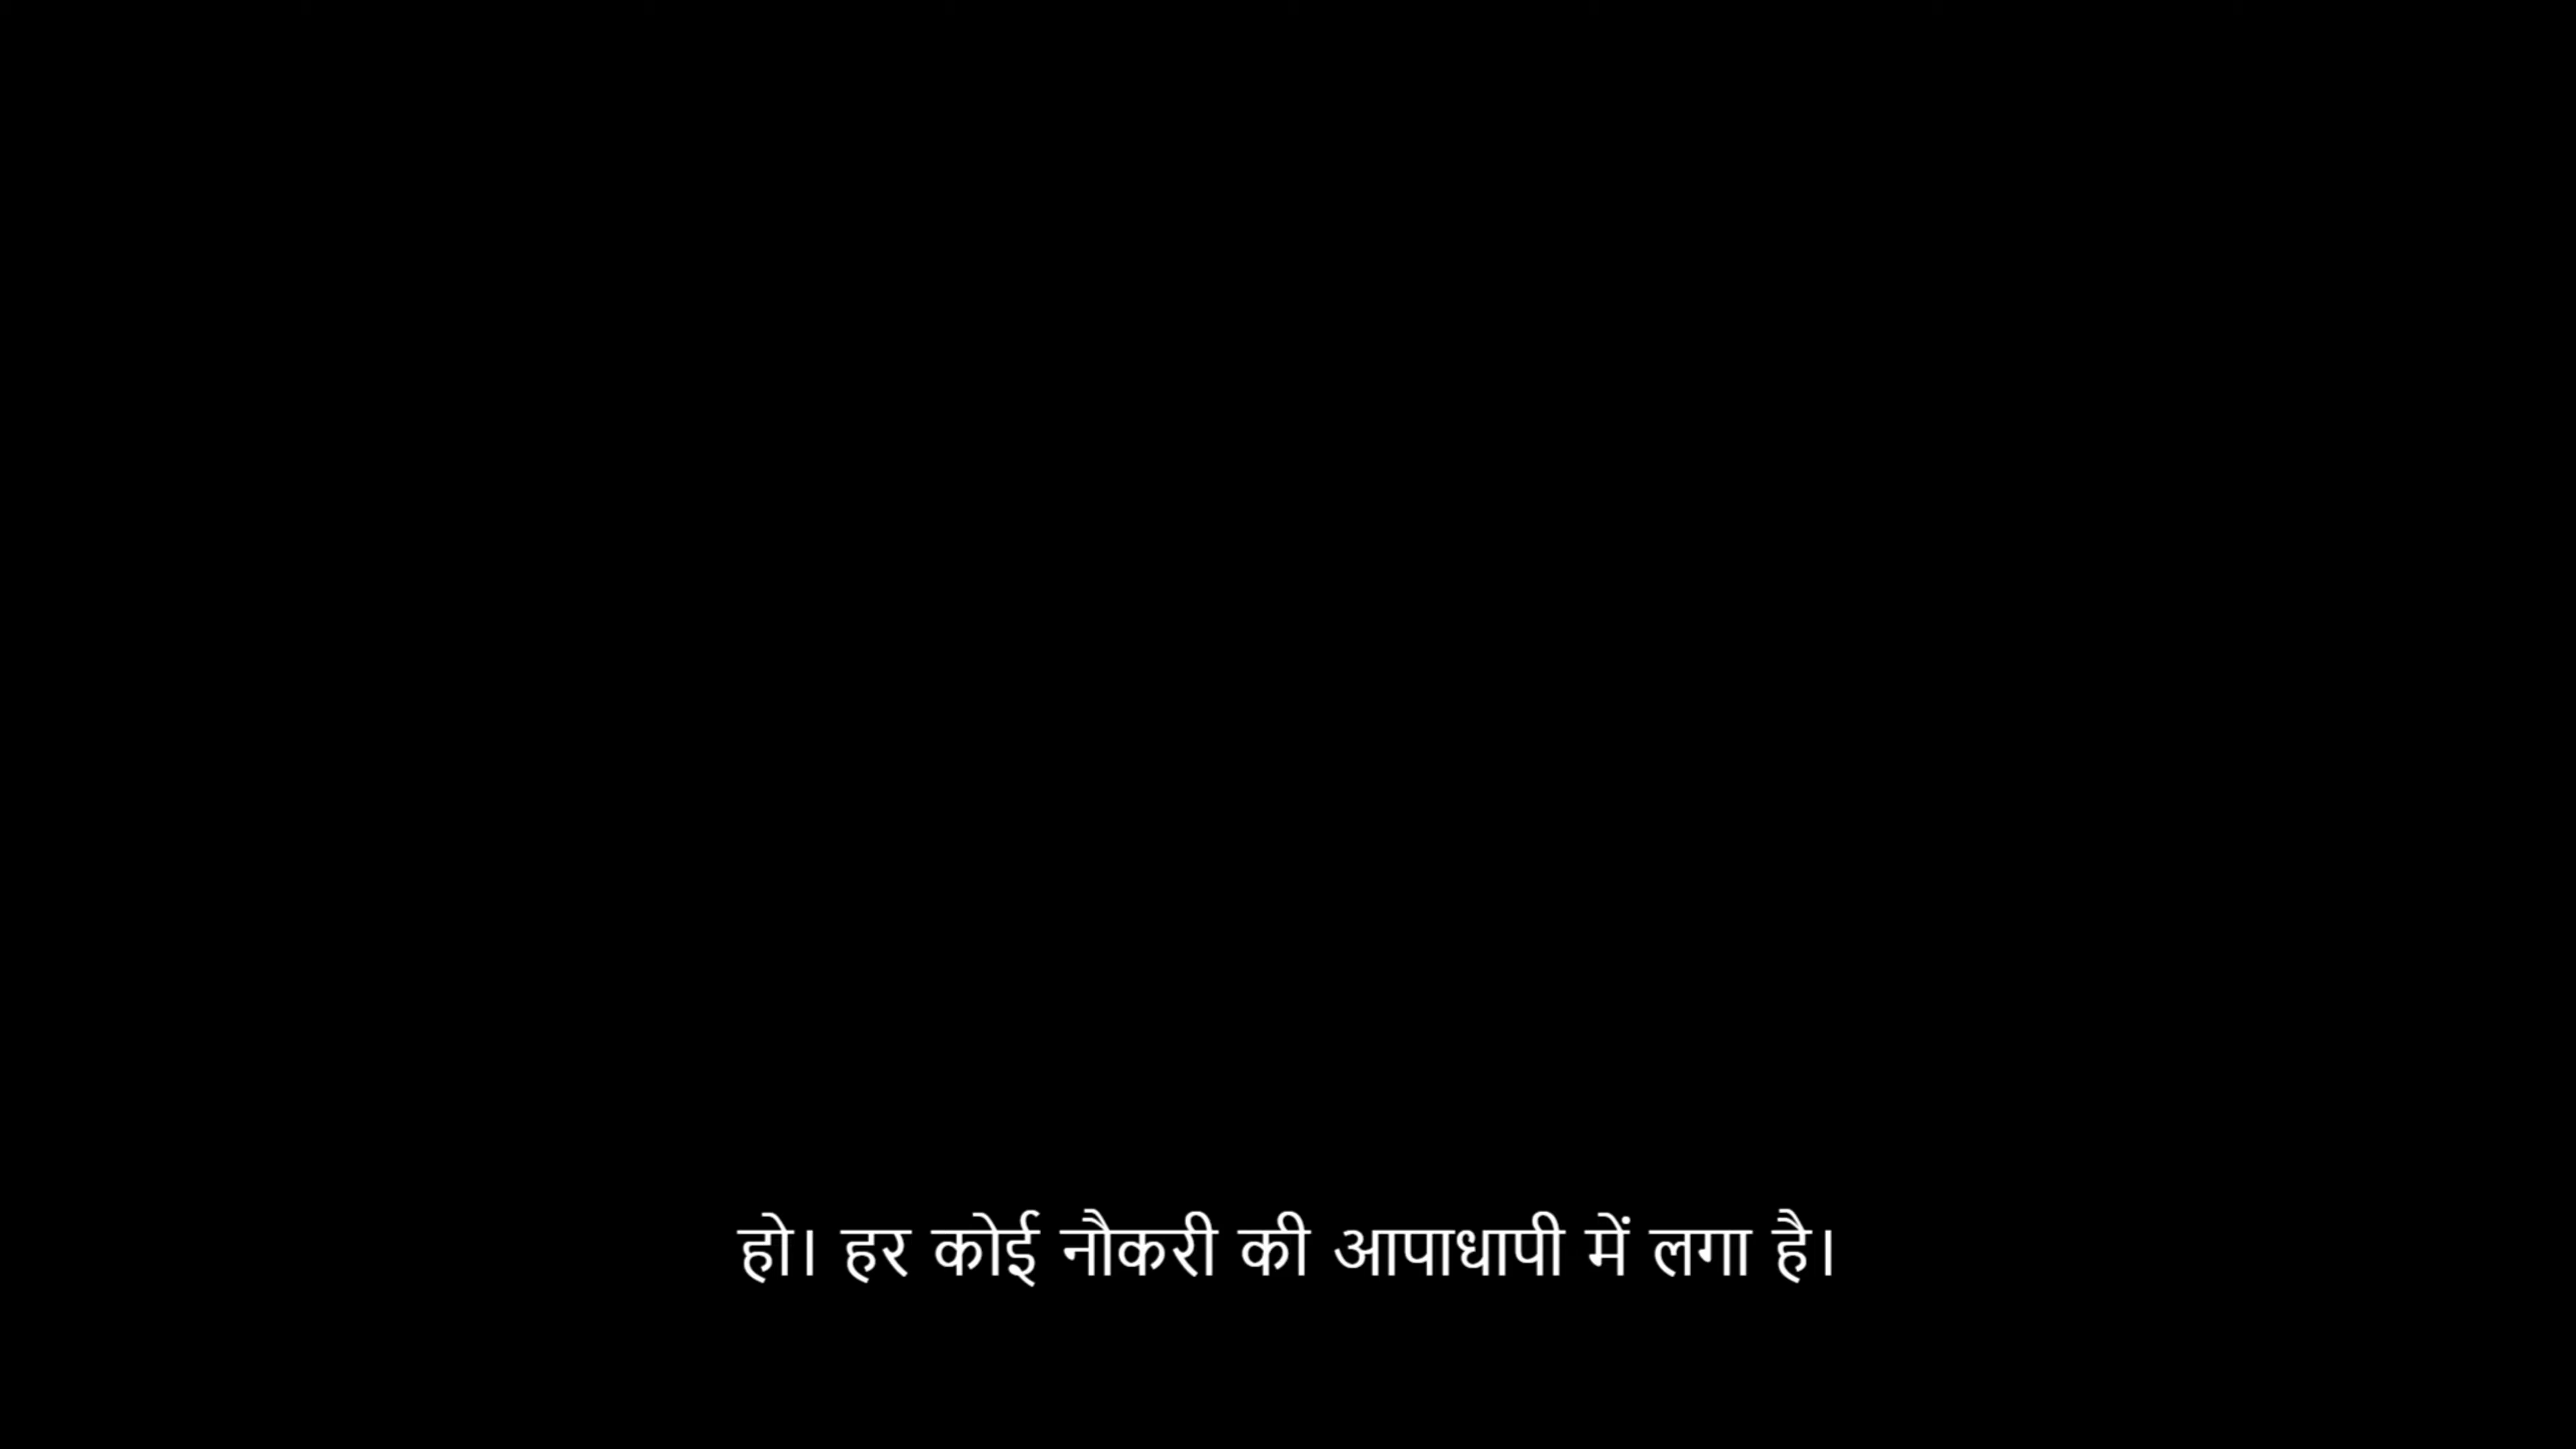 हो। हर कोई नौकरी की आपाधापी में लगा है।